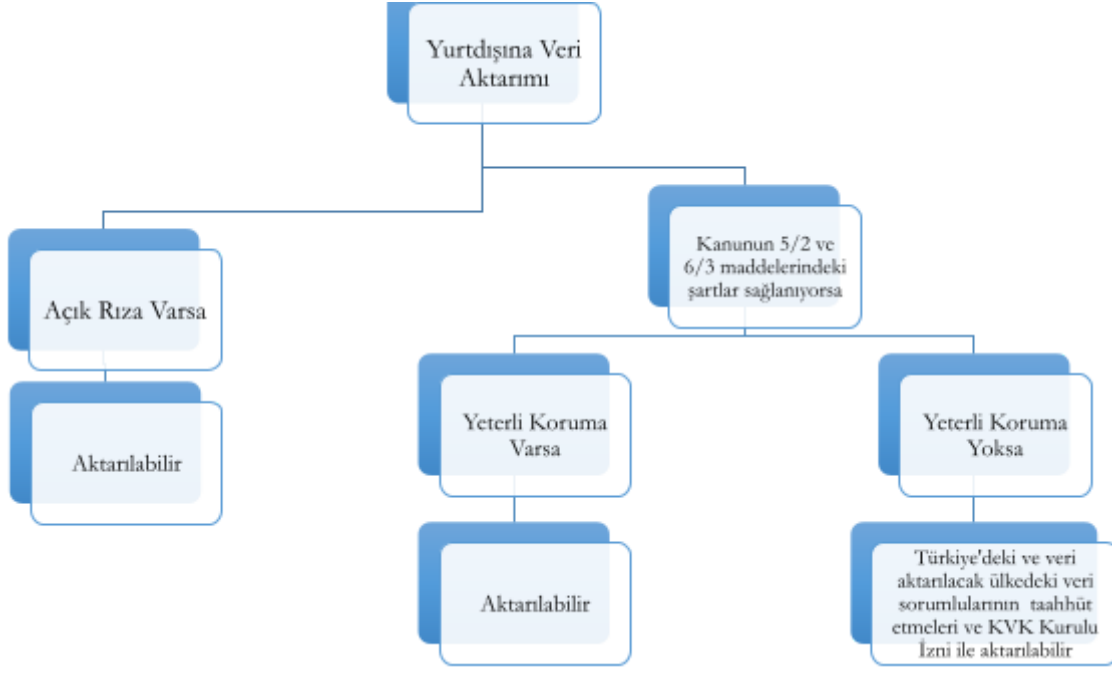 Yurtdışına Veri
Aktarımı
Açık Rıza Varsa
Aktarılabilir
Kanunun 5/2 ve
6/3 maddelerindeki
şartlar sağlanıyorsa
Yeterli Koruma
Varsa
Aktarılabilir
Yeterli Koruma
Yoksa
Türkiye'deki ve veri
aktarılacak ülkedeki veri
sorumlularının taahhüt
etmeleri ve KVK Kurulu
İzni ile aktarılabilir